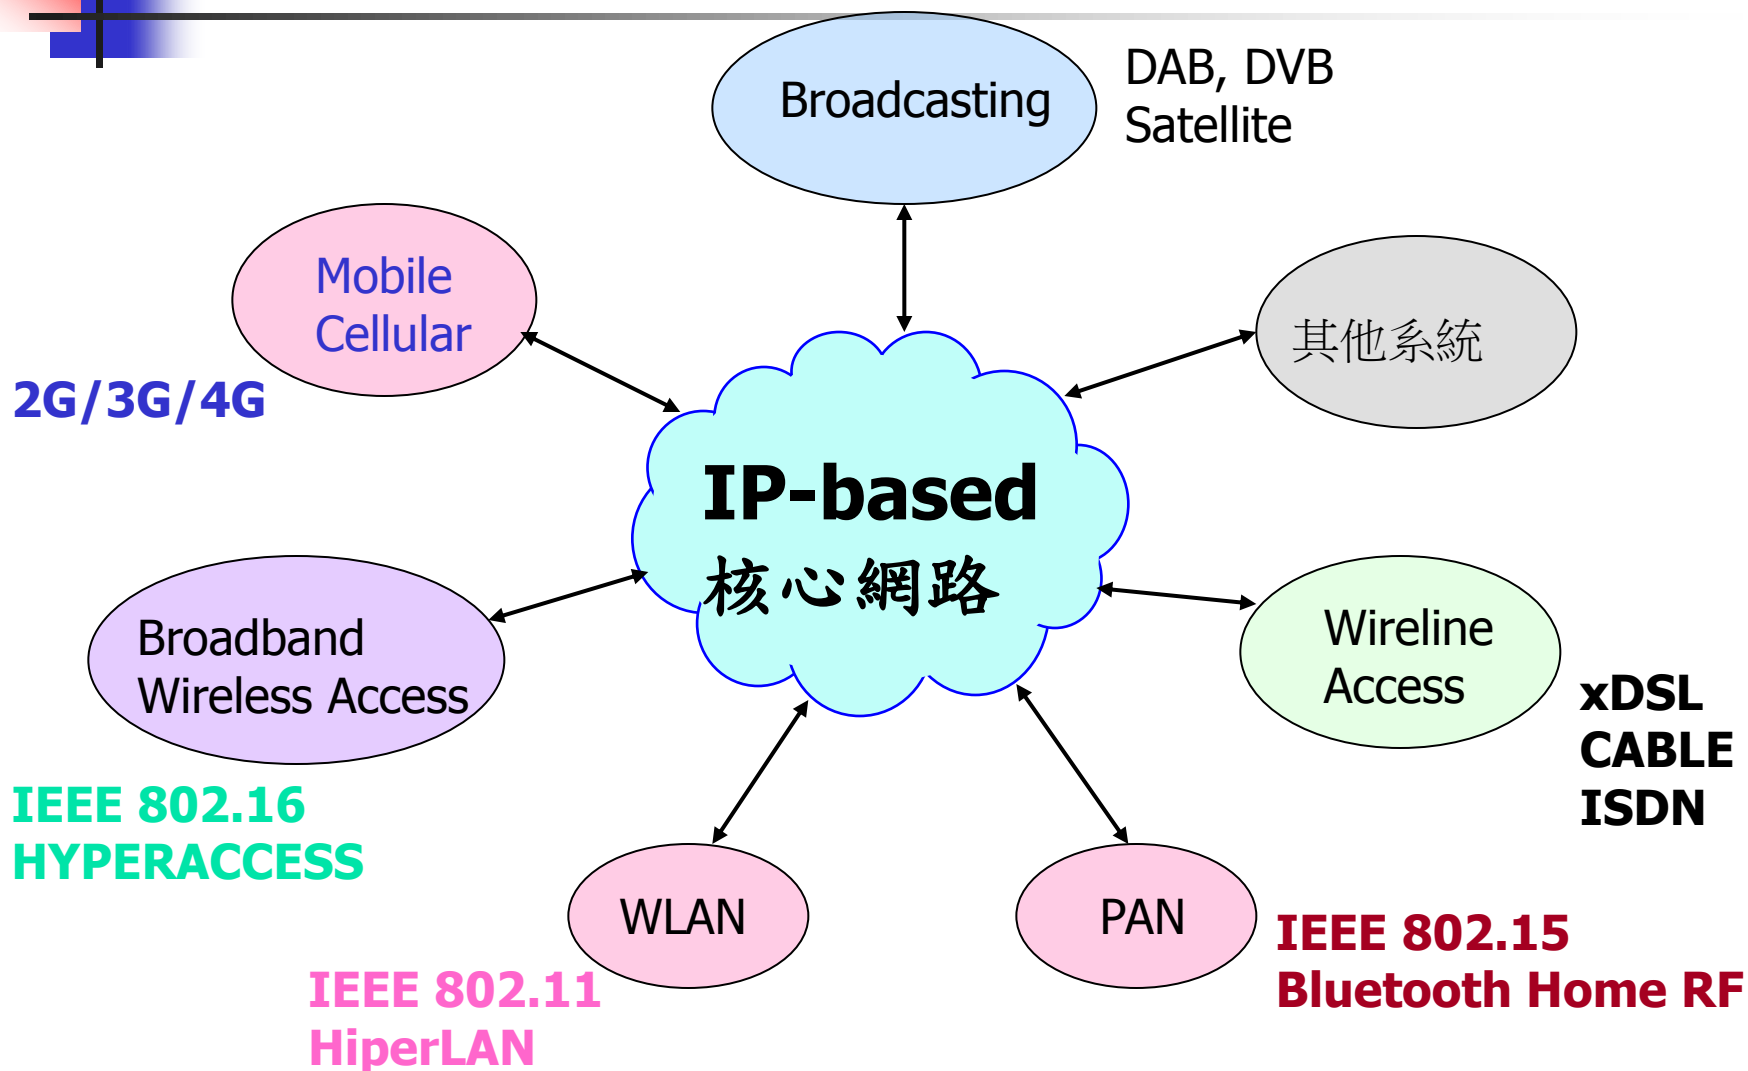 Broadcasting
DAB, DVB
Satellite
Mobile
Cellular
2G/3G/4G
其他系統
IP-based
核心網路
Broadband
Wireless Access
IEEE 802.16
HYPERACCESS
Wireline
Access
xDSL
CABLE
ISDN
WLAN
IEEE 802.11
HiperLAN
PAN
IEEE 802.15
Bluetooth Home RF